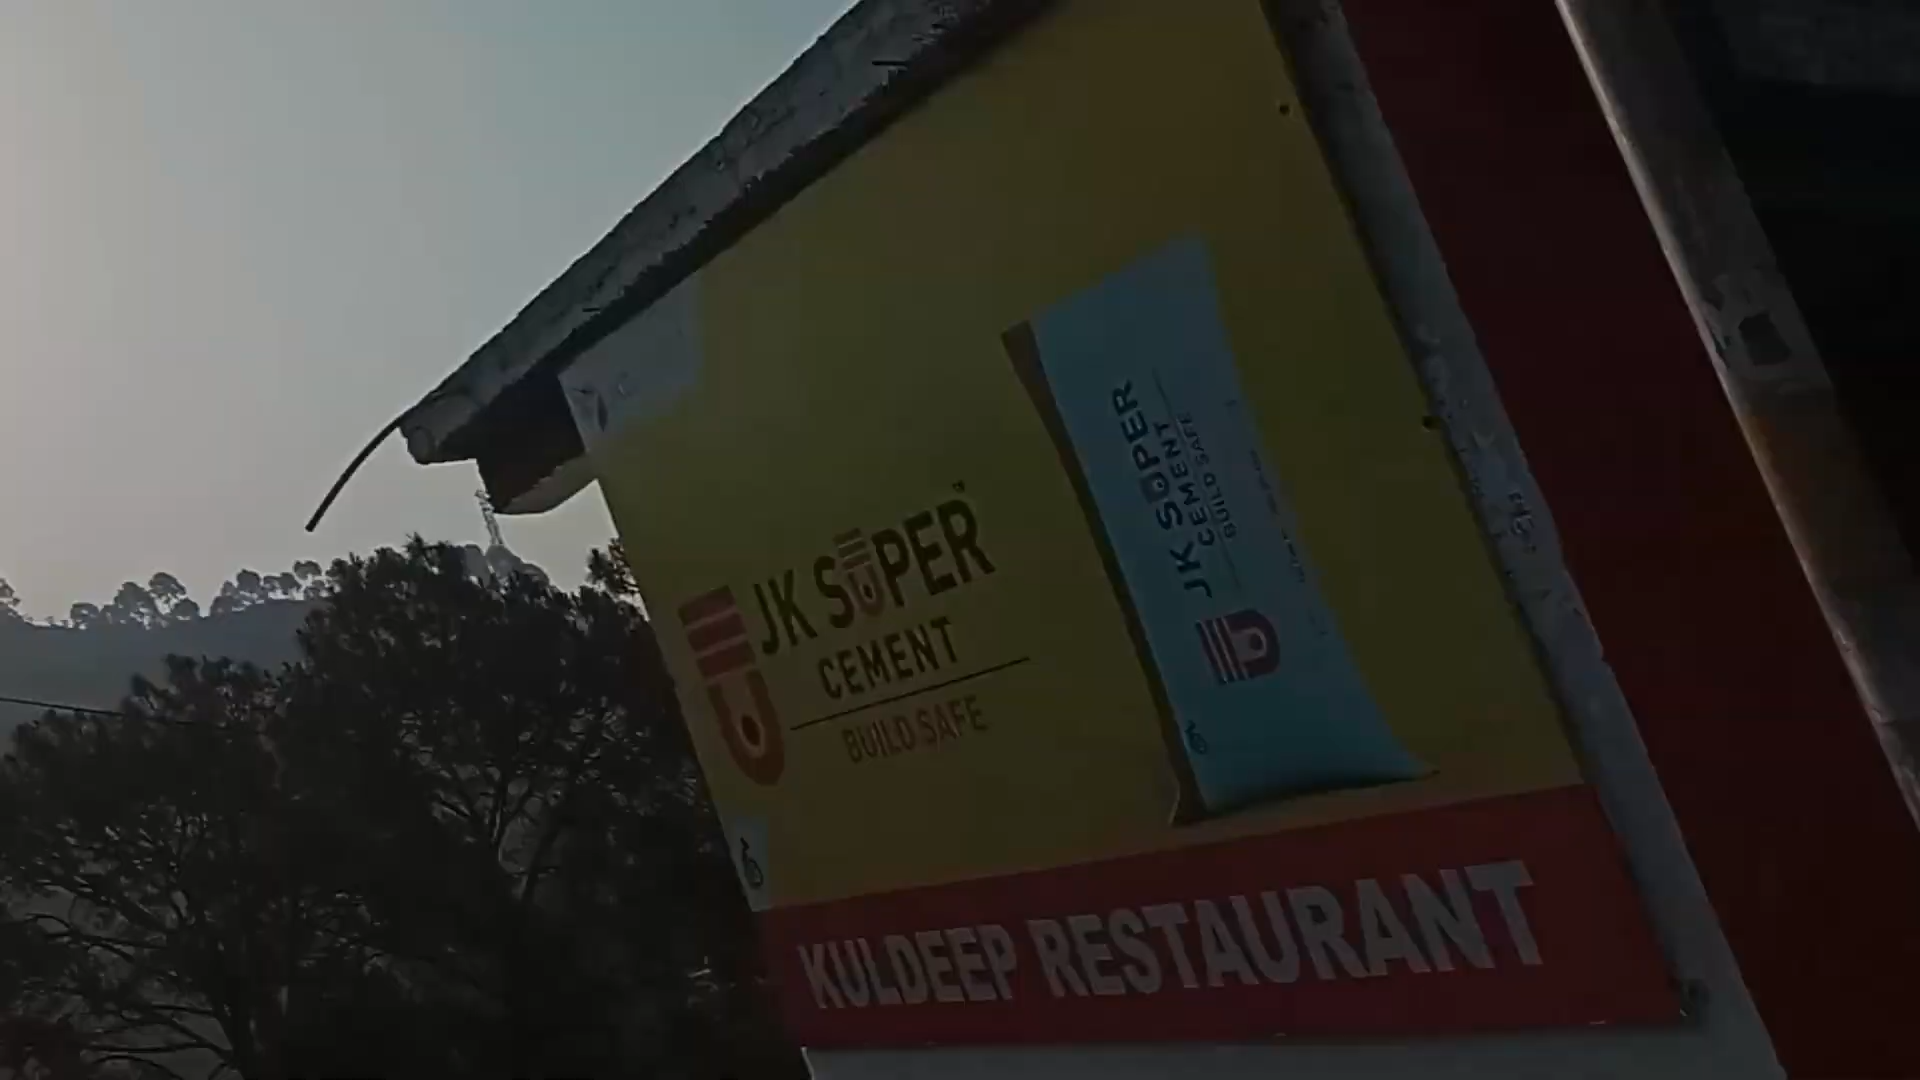 JK SUPER
CEMENT
BUILD SAFE
JK SUPER
CEMENT
BUILD SAFE
KULDEEP RESTAURANT